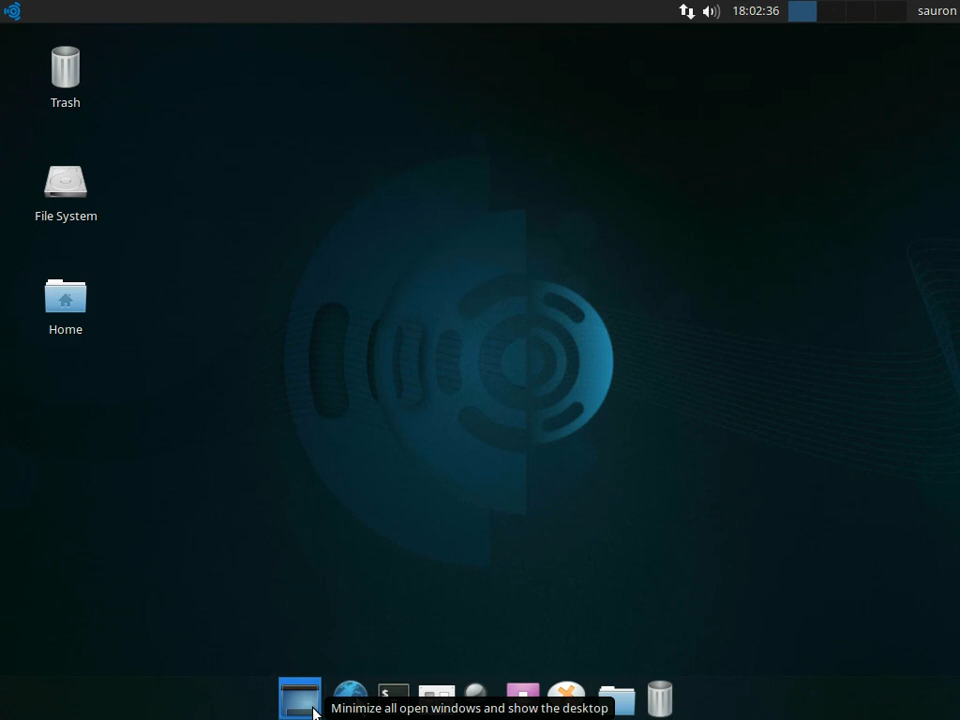 18:02:36
sauron
Trash
File System
Home
$
Minimize all open windows and show the desktop